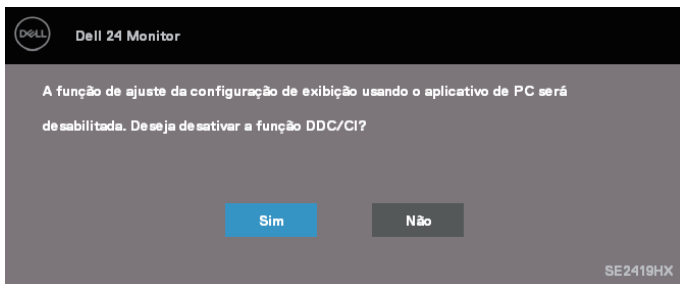 DELL
Dell 24 Monitor
A função de ajuste da configuração de exibição usando o aplicativo de PC será
desabilitada. Deseja desativar a função DDC/CI?
Sim Não
SE2419HX